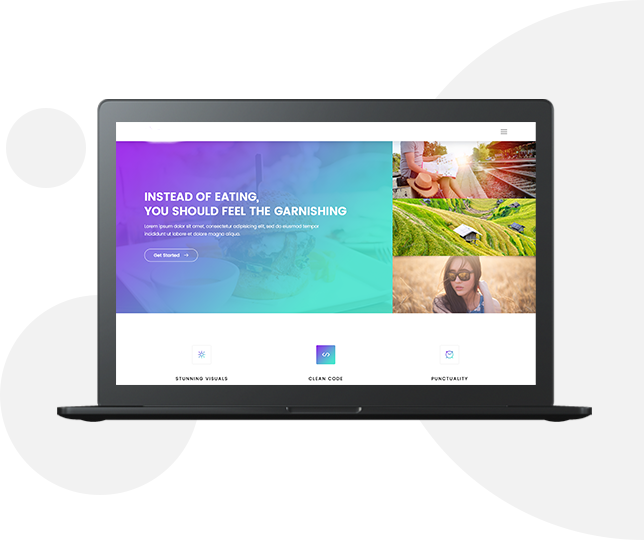 INSTEAD OF EATING,
YOU SHOULD FEEL THE GARNISHING
Lorem ipsum dolor sit amet, consectetur adipisicing elit, sed do eiusmod tempor
incididunt ut labore et dolore magna aliqua.
Get Started
STUNNING VISUALS
CLEAN CODE
PUNCTUALITY